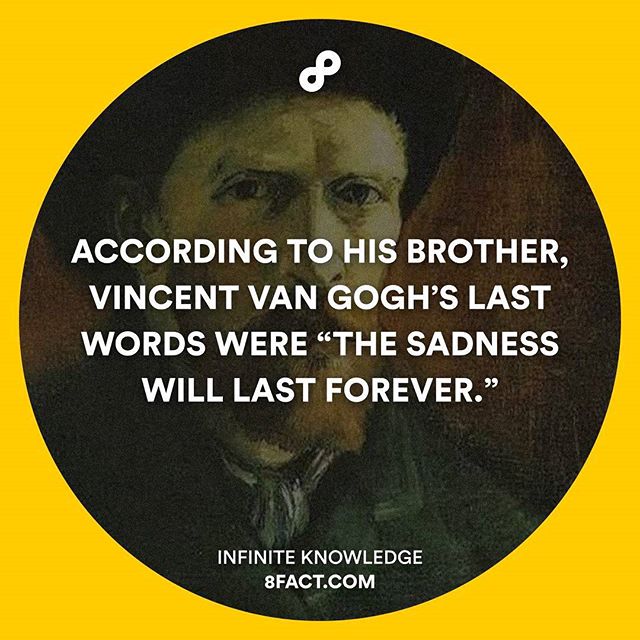 ACCORDING TO HIS BROTHER,
VINCENT VAN GOGH’S LAST
WORDS WERE “THE SADNESS
WILL LAST FOREVER.”
INFINITE KNOWLEDGE
8FACT.COM